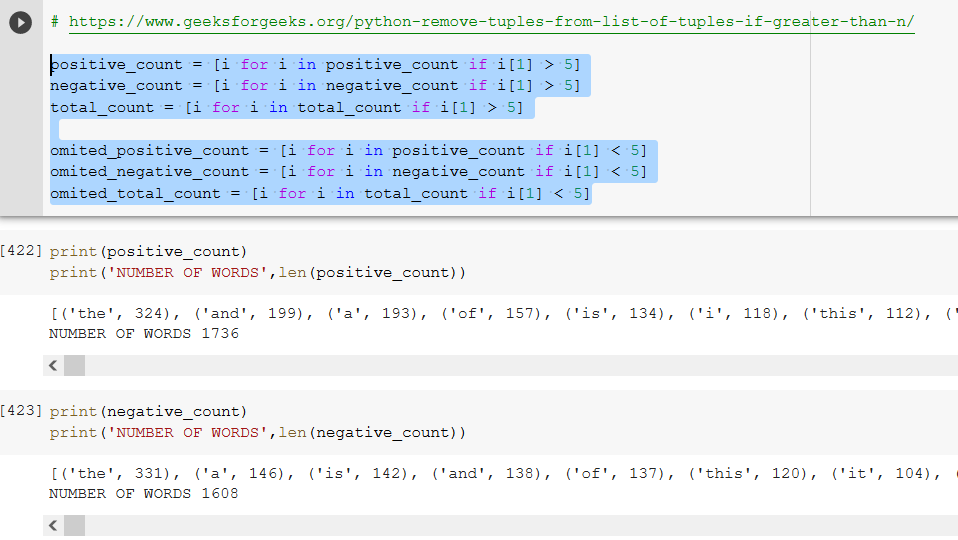 # https://www.geeksforgeeks.org/python-remove-tuples-from-list-of-tuples-if-greater-than-n/
positive_count = [i for i in positive_count if i[1] > 5]
negative_count = [i for i in negative_count if i[1] > 5]
total_count = [i for i in total_count if i[1] > 5]
omited_positive_count = [i for i in positive_count if i[1] < 5]
omited_negative_count = [i for i in negative_count if i[1] < 5]
omited_total_count = [i for i in total_count if i[1] < 5]
[422] print(positive_count)
print('NUMBER OF WORDS',len(positive_count))
[('the', 324), ('and', 199), ('a', 193), ('of', 157), ('is', 134), ('i', 118), ('this', 112), ('
NUMBER OF WORDS 1736
[423] print(negative_count)
print('NUMBER OF WORDS',len(negative_count))
[('the', 331), ('a', 146), ('is', 142), ('and', 138), ('of', 137), ('this', 120), ('it', 104), (
NUMBER OF WORDS 1608